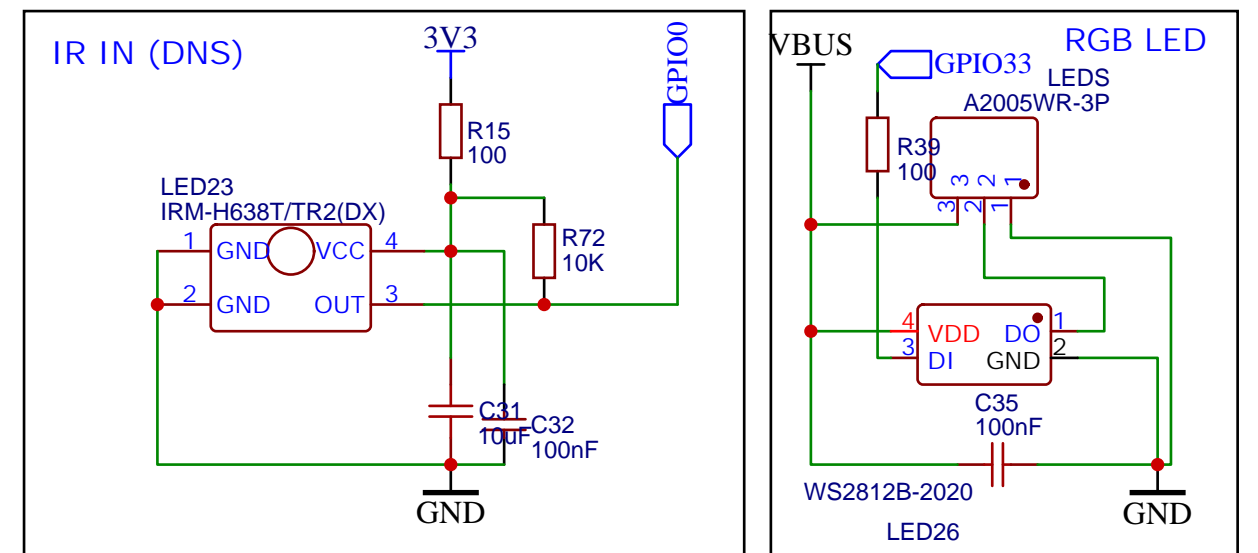 IR IN (DNS)
3V3
GPIO0
R15
100
LED23
IRM-H638T/TR2(DX)
1
GND
VCC
4
R72
10K
2
GND
OUT
3
C31
10uF
C32
100nF
GND
VBUS
RGB LED
GPIO33
LEDS
A2005WR-3P
R39
100
3
2
1
3
2
1
4
VDD
DO
1
3
DI
GND
2
C35
100nF
WS2812B-2020
GND
LED26